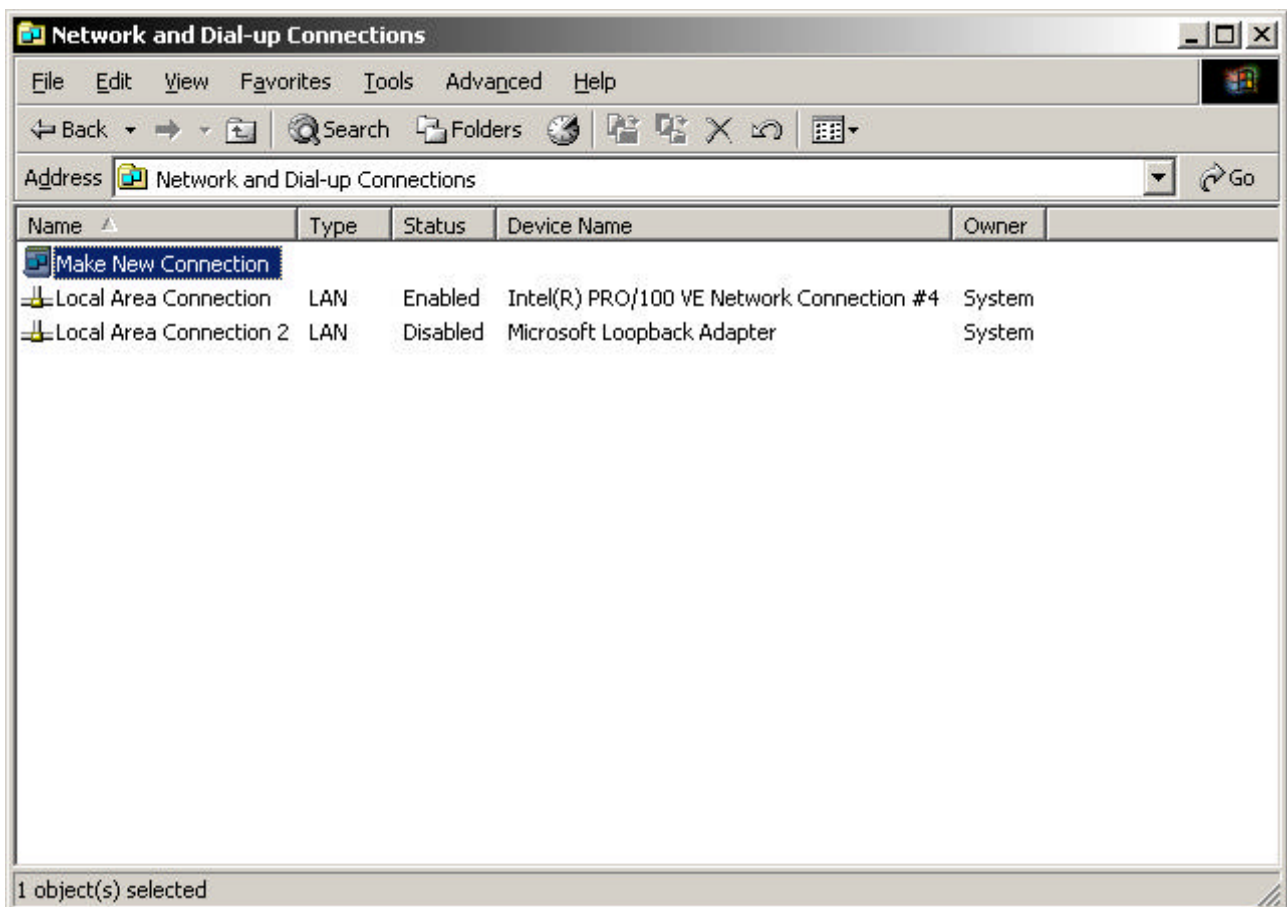 Network and Dial-up Connections
File Edit View Favorites Tools Advanced Help
Back Search Folders
Address Network and Dial-up Connections Go
Name Type Status Device Name Owner
Make New Connection
Local Area Connection LAN Enabled Intel(R) PRO/100 VE Network Connection #4 System
Local Area Connection 2 LAN Disabled Microsoft Loopback Adapter System
1 object(s) selected